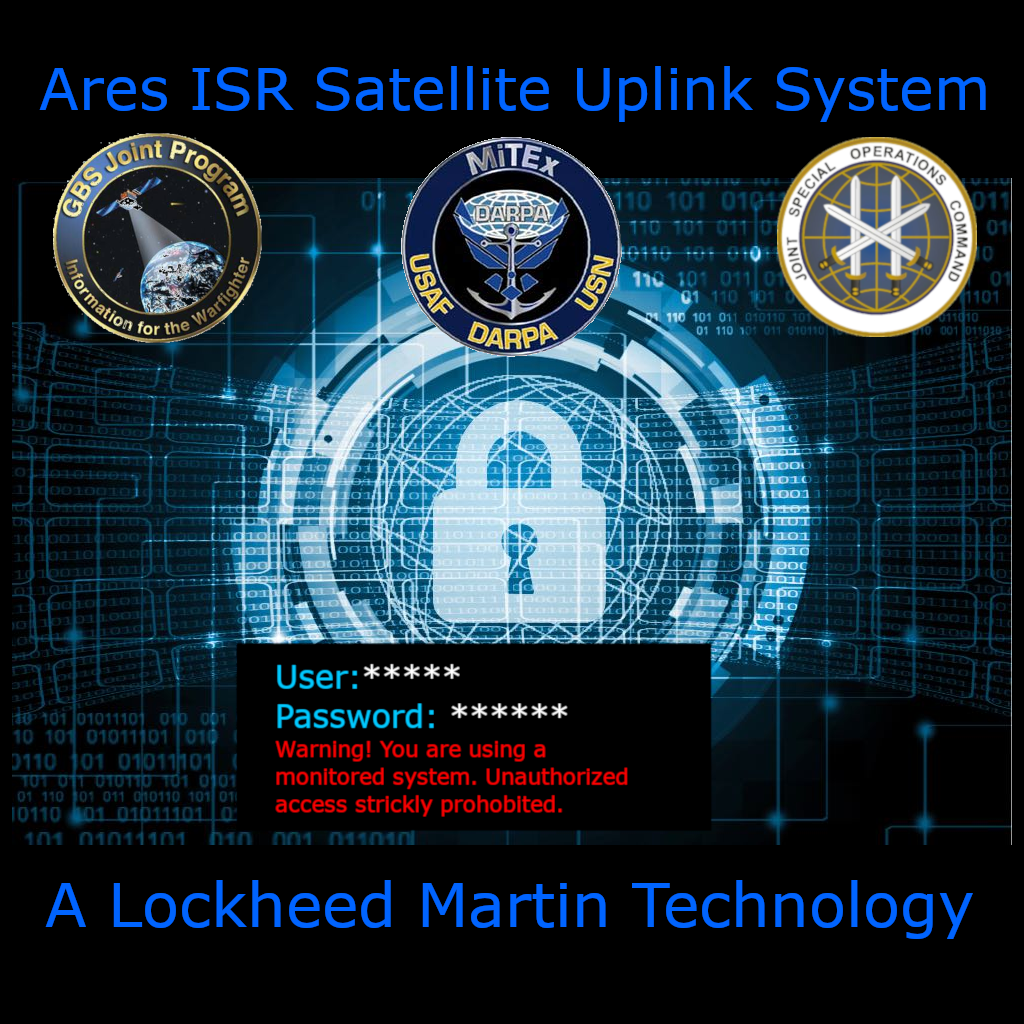 Ares ISR Satellite Uplink System
GBS Joint Program
Information for the Warfighter
MiTEx
DARPA
USAF DARPA USN
JOINT SPECIAL OPERATIONS COMMAND
User:*****
Password: ******
Warning! You are using a
monitored system. Unauthorized
access strickly prohobited.
A Lockheed Martin Technology